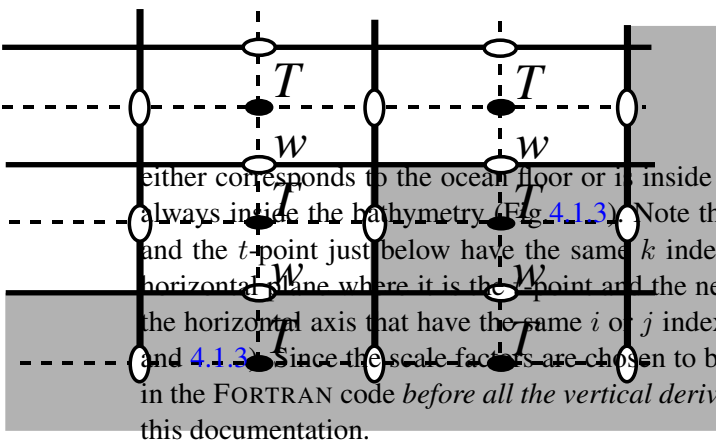 T T
w w
either corresponds to the ocean floor or is inside
T T
always inside the bathymetry (Fig 4.1.3). Note th
and the t-point just below have the same k inde
w w
horizontal plane where it is the t-point and the ne
the horizontal axis that have the same i or j index
T T
and 4.1.3). Since the scale factors are chosen to b
in the FORTRAN code before all the vertical deriv
this documentation.